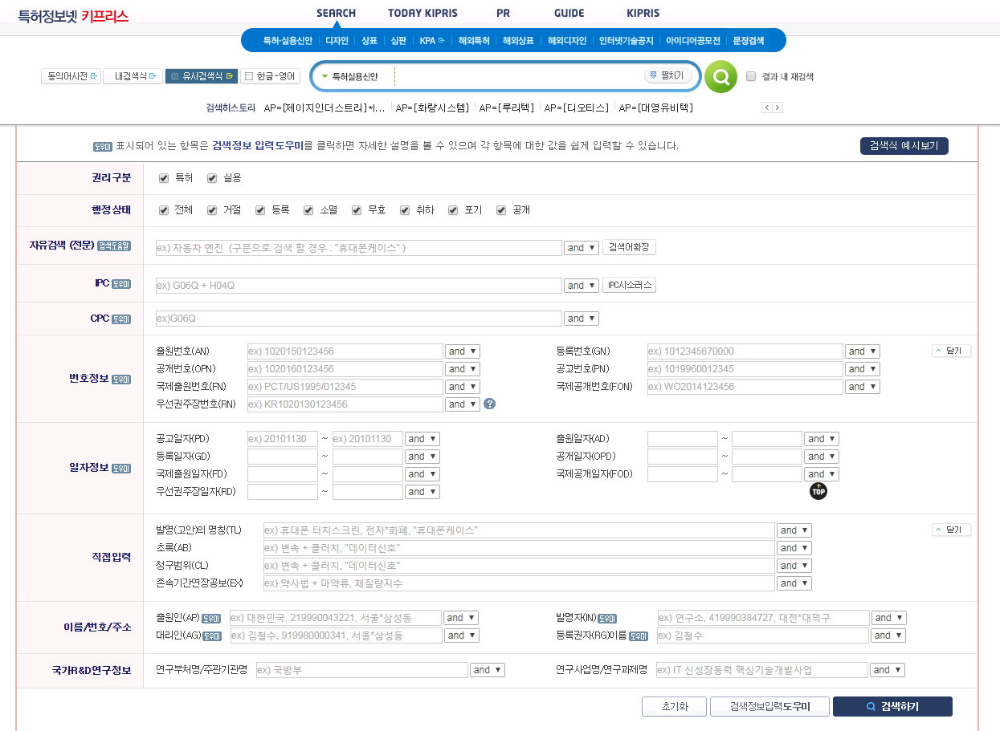 특허정보넷 키프리스
SEARCH TODAY KIPRIS PR GUIDE KIPRIS
특허·실용신안 디자인 상표 심판 KPA 해외특허 해외상표 해외디자인 인터넷기술공지 아이디어공모전 문장검색
동의어사전 내검색식 N 유사검색식 한글-영어 특허실용신안 펼치기 결과 내 재검색
검색히스토리 AP=[제이지인더스트리]*I... AP=[화랑시스템] AP=[루리텍] AP=[디오티스] AP=[대영유비텍]
도우미 표시되어 있는 항목은 검색정보 입력도우미를 클릭하면 자세한 설명을 볼 수 있으며 각 항목에 대한 값을 쉽게 입력할 수 있습니다. 검색식 예시보기
권리구분 특허 실용
행정상태 전체 거절 등록 소멸 무효 취하 포기 공개
자유검색 (전문) 검색도움말 ex) 자동차 엔진 (구문으로 검색 할 경우 : "휴대폰케이스" ) and 검색어확장
IPC 도우미 ex) G06Q + H04Q and IPC시소러스
CPC 도우미 ex)G06Q and
번호정보 도우미
출원번호(AN) ex) 1020150123456 and 등록번호(GN) ex) 1012345670000 and 닫기
공개번호(OPN) ex) 1020160123456 and 공고번호(PN) ex) 1019960012345 and
국제출원번호(FN) ex) PCT/US1995/012345 and 국제공개번호(FON) ex) WO2014123456 and
우선권주장번호(RN) ex) KR1020130123456 and ?
일자정보 도우미
공고일자(PD) ex) 20101130 ~ ex) 20101130 and 출원일자(AD) ~ and
등록일자(GD) ~ and 공개일자(OPD) ~ and
국제출원일자(FD) ~ and 국제공개일자(FOD) ~ and
우선권주장일자(RD) ~ and TOP
직접입력
발명(고안)의 명칭(TL) ex) 휴대폰 터치스크린, 전자*화폐, "휴대폰케이스" and 닫기
초록(AB) ex) 변속 + 클러치, "데이터신호" and
청구범위(CL) ex) 변속 + 클러치, "데이터신호" and
존속기간연장공보(EX) ex) 약사법 + 마약류, 체질량지수 and
이름/번호/주소
출원인(AP) 도우미 ex) 대한민국, 219990043221, 서울*삼성동 and 발명자(IN) 도우미 ex) 연구소, 419990384727, 대전*대덕구 and
대리인(AG) 도우미 ex) 김철수, 919980000341, 서울*삼성동 and 등록권자(RG)이름 도우미 ex) 김철수 and
국가R&D연구정보 연구부처명/주관기관명 ex) 국방부 and 연구사업명/연구과제명 ex) IT 신성장동력 핵심기술개발사업 and
초기화 검색정보입력도우미 검색하기